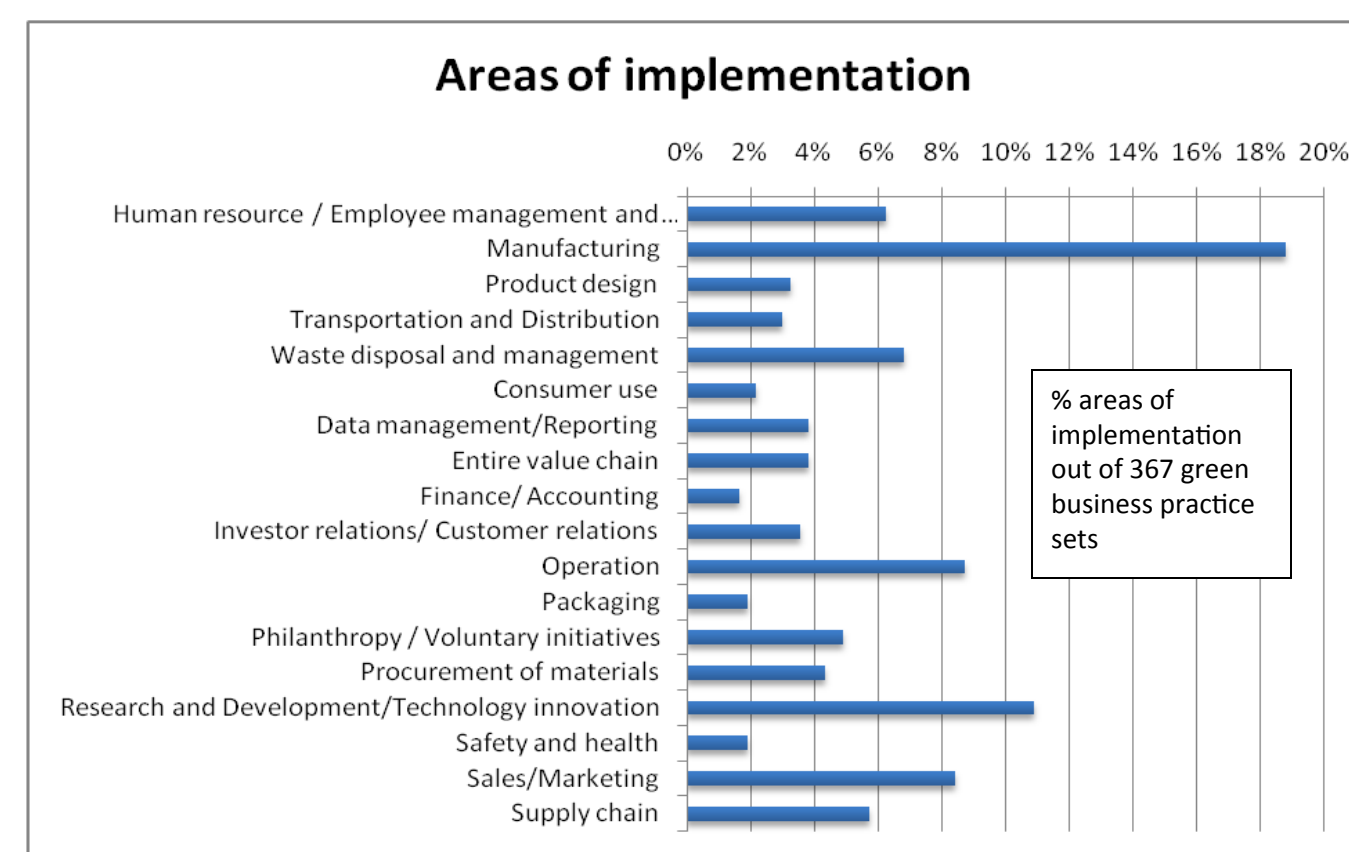 Areas of implementation
0% 2% 4% 6% 8% 10% 12% 14% 16% 18% 20%
Human resource / Employee management and...
Manufacturing
Product design
Transportation and Distribution
Waste disposal and management
Consumer use
Data management/Reporting
Entire value chain
Finance/ Accounting
Investor relations/ Customer relations
Operation
Packaging
Philanthropy / Voluntary initiatives
Procurement of materials
Research and Development/Technology innovation
Safety and health
Sales/Marketing
Supply chain
% areas of
implementation
out of 367 green
business practice
sets